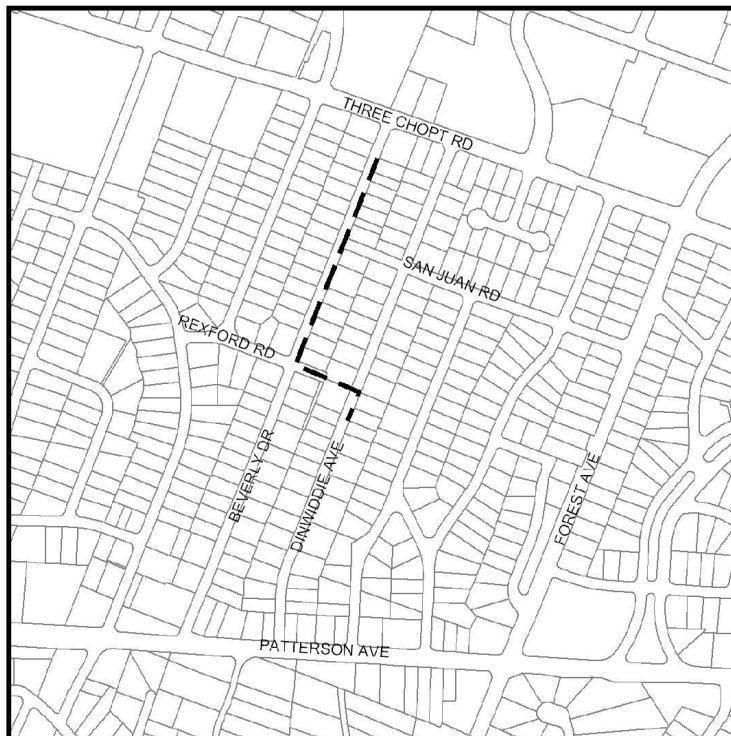 THREE CHOPT RD
SAN JUAN RD
REXFORD RD
BEVERLY DR
DINWIDDIE AVE
FOREST AVE
PATTERSON AVE